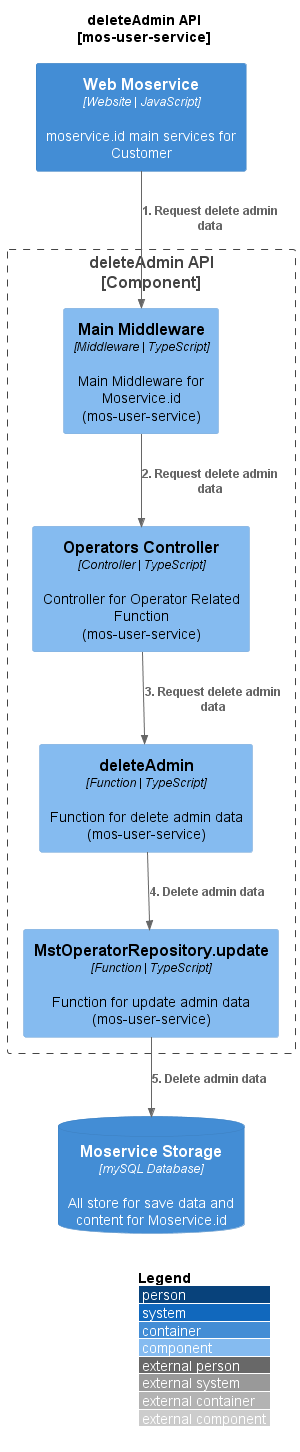 deleteAdmin API
[mos-user-service]
Web Moservice
[Website | JavaScript]
moservice.id main services for
Customer
1. Request delete admin
data
deleteAdmin API
[Component]
Main Middleware
[Middleware | TypeScript]
Main Middleware for
Moservice.id
(mos-user-service)
2. Request delete admin
data
Operators Controller
[Controller | TypeScript]
Controller for Operator Related
Function
(mos-user-service)
3. Request delete admin
data
deleteAdmin
[Function | TypeScript]
Function for delete admin data
(mos-user-service)
4. Delete admin data
MstOperatorRepository.update
[Function | TypeScript]
Function for update admin data
(mos-user-service)
5. Delete admin data
Moservice Storage
[mySQL Database]
All store for save data and
content for Moservice.id
Legend
person
system
container
component
external person
external system
external container
external component